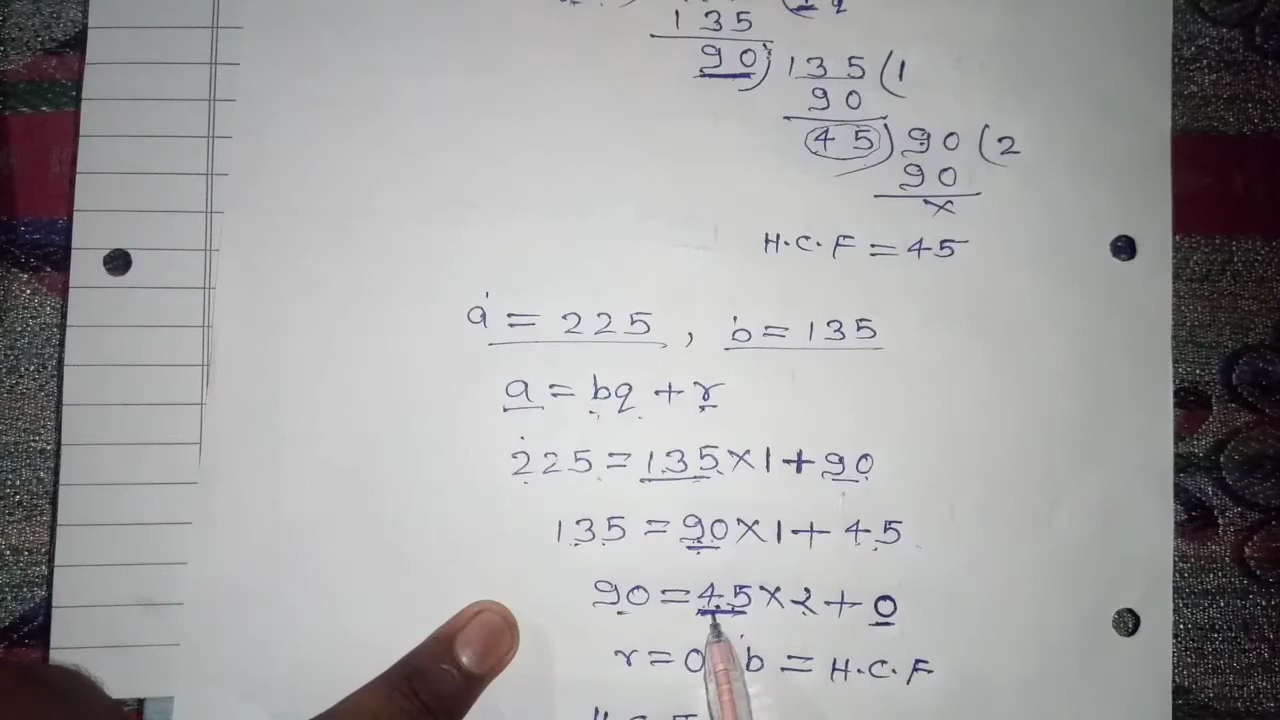 135
90) 135(1
90
45) 90(2
90
×
H.C.F = 45
a = 225, b = 135
a = bq + r
225 = 135×1+90
135 = 90×1+45
90 = 45×2+0
r = 0 b = H.C.F